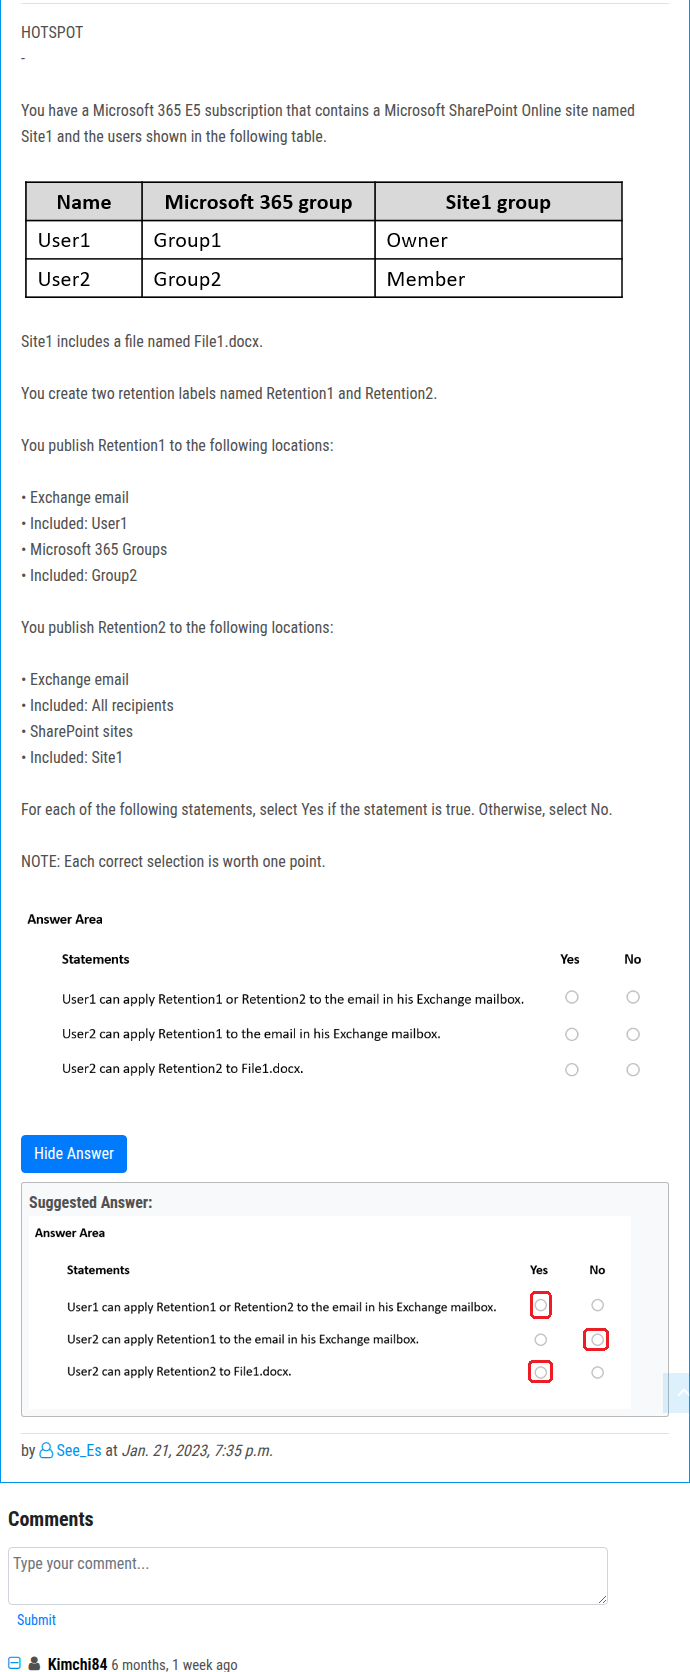 HOTSPOT
-
You have a Microsoft 365 E5 subscription that contains a Microsoft SharePoint Online site named
Site1 and the users shown in the following table.
Name Microsoft 365 group Site1 group
User1 Group1 Owner
User2 Group2 Member
Site1 includes a file named File1.docx.
You create two retention labels named Retention1 and Retention2.
You publish Retention1 to the following locations:
• Exchange email
• Included: User1
• Microsoft 365 Groups
• Included: Group2
You publish Retention2 to the following locations:
• Exchange email
• Included: All recipients
• SharePoint sites
• Included: Site1
For each of the following statements, select Yes if the statement is true. Otherwise, select No.
NOTE: Each correct selection is worth one point.
Answer Area
Statements Yes No
User1 can apply Retention1 or Retention2 to the email in his Exchange mailbox.
User2 can apply Retention1 to the email in his Exchange mailbox.
User2 can apply Retention2 to File1.docx.
Hide Answer
Suggested Answer:
Answer Area
Statements Yes No
User1 can apply Retention1 or Retention2 to the email in his Exchange mailbox.
User2 can apply Retention1 to the email in his Exchange mailbox.
User2 can apply Retention2 to File1.docx.
by See_Es at Jan. 21, 2023, 7:35 p.m.
Comments
Type your comment...
Submit
Kimchi84 6 months, 1 week ago